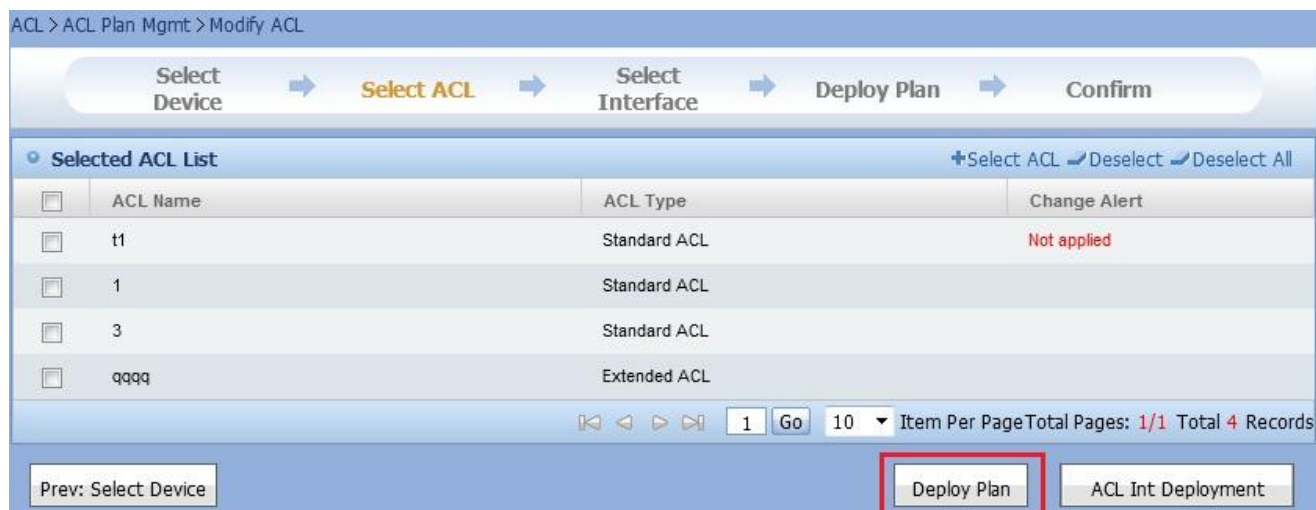 ACL > ACL Plan Mgmt > Modify ACL
Select Device Select ACL Select Interface Deploy Plan Confirm
Selected ACL List +Select ACL Deselect Deselect All
ACL Name ACL Type Change Alert
t1 Standard ACL Not applied
1 Standard ACL
3 Standard ACL
qqqq Extended ACL
1 Go 10 Item Per Page Total Pages: 1/1 Total 4 Records
Prev: Select Device Deploy Plan ACL Int Deployment